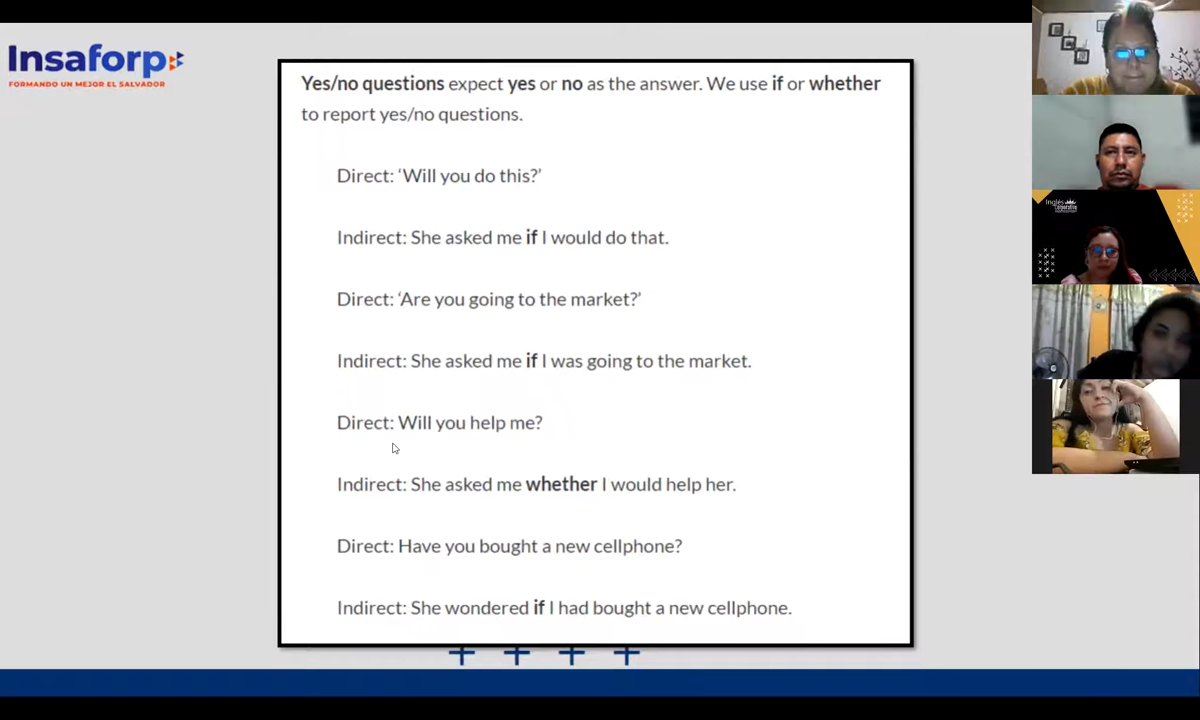 Insaforp
FORMANDO UN MEJOR EL SALVADOR
Yes/no questions expect yes or no as the answer. We use if or whether
to report yes/no questions.
Direct: ‘Will you do this?’
Indirect: She asked me if I would do that.
Direct: ‘Are you going to the market?’
Indirect: She asked me if I was going to the market.
Direct: Will you help me?
Indirect: She asked me whether I would help her.
Direct: Have you bought a new cellphone?
Indirect: She wondered if I had bought a new cellphone.
Inglés
Corporativo